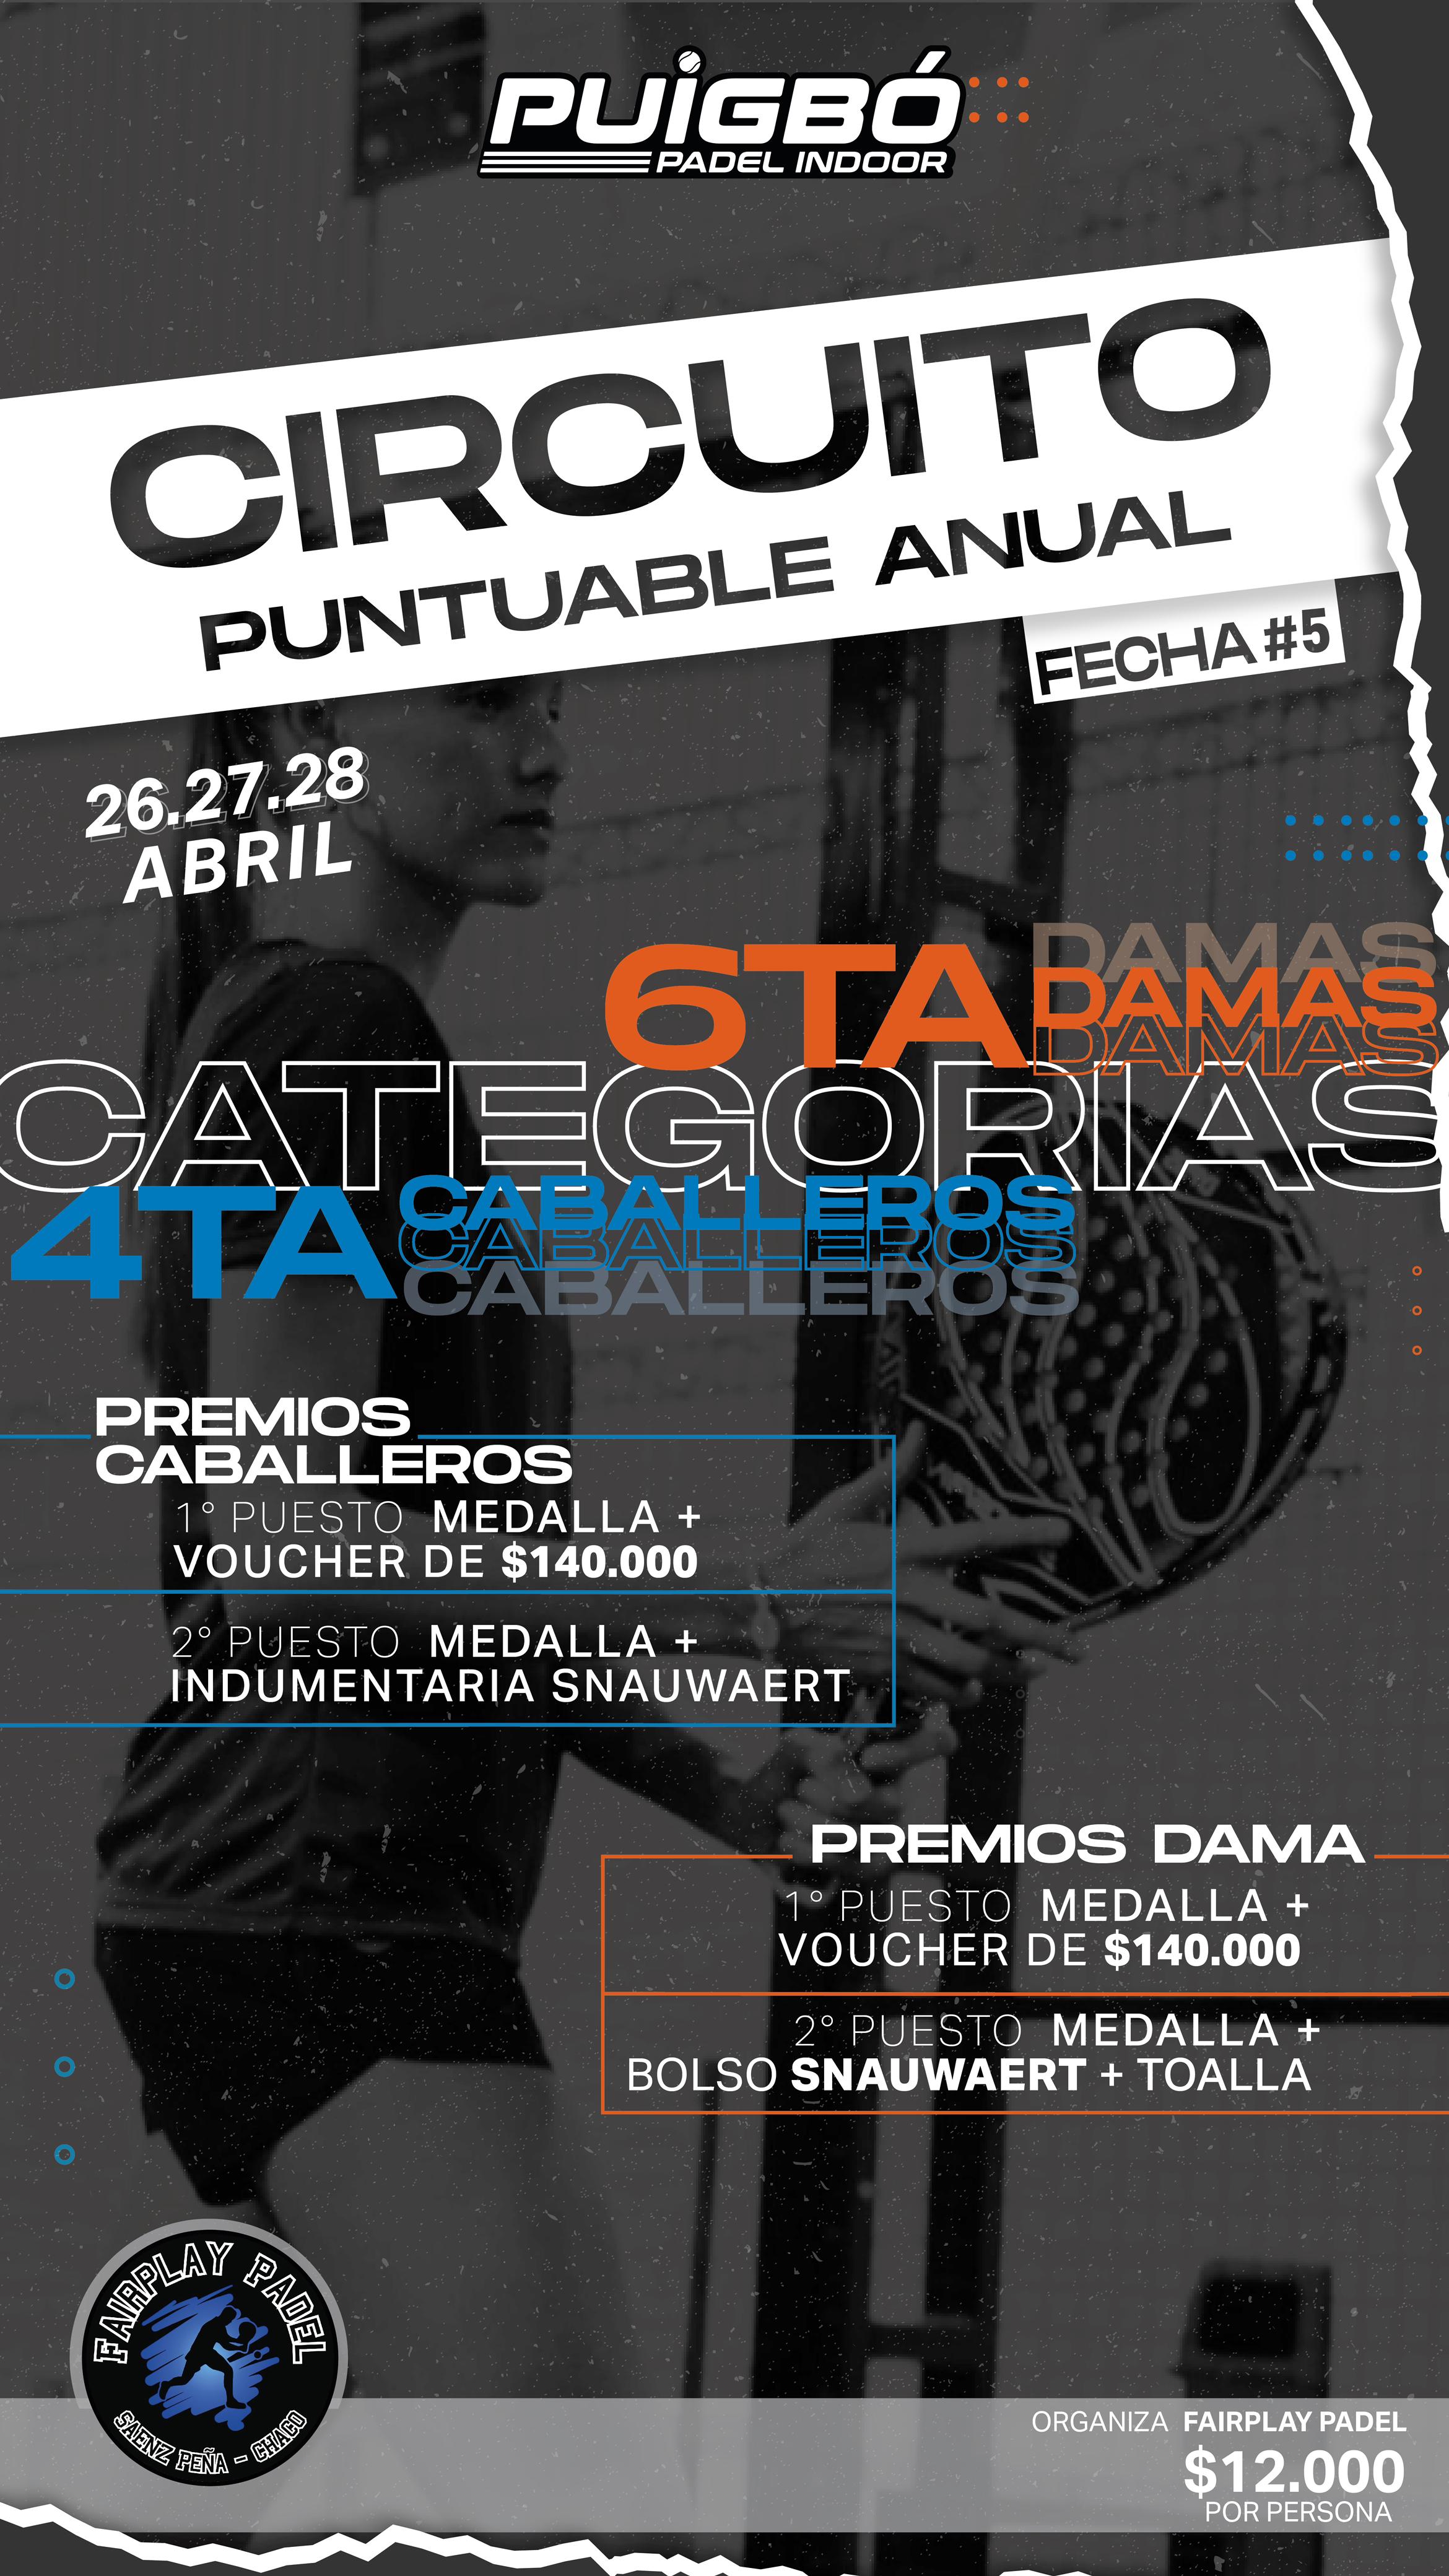 PUIGBÓ
PADEL INDOOR
CIRCUITO
PUNTUABLE ANUAL
FECHA #5
26.27.28
ABRIL
6TA
DAMAS
DAMAS
DAMAS
CATEGORIAS
4TA
CABALLEROS
CABALLEROS
CABALLEROS
PREMIOS
CABALLEROS
1° PUESTO MEDALLA +
VOUCHER DE $140.000
2° PUESTO MEDALLA +
INDUMENTARIA SNAUWAERT
PREMIOS DAMA
1° PUESTO MEDALLA +
VOUCHER DE $140.000
2° PUESTO MEDALLA +
BOLSO SNAUWAERT + TOALLA
FAIRPLAY PADEL
SAENZ PEÑA - CHACO
ORGANIZA FAIRPLAY PADEL
$12.000
POR PERSONA